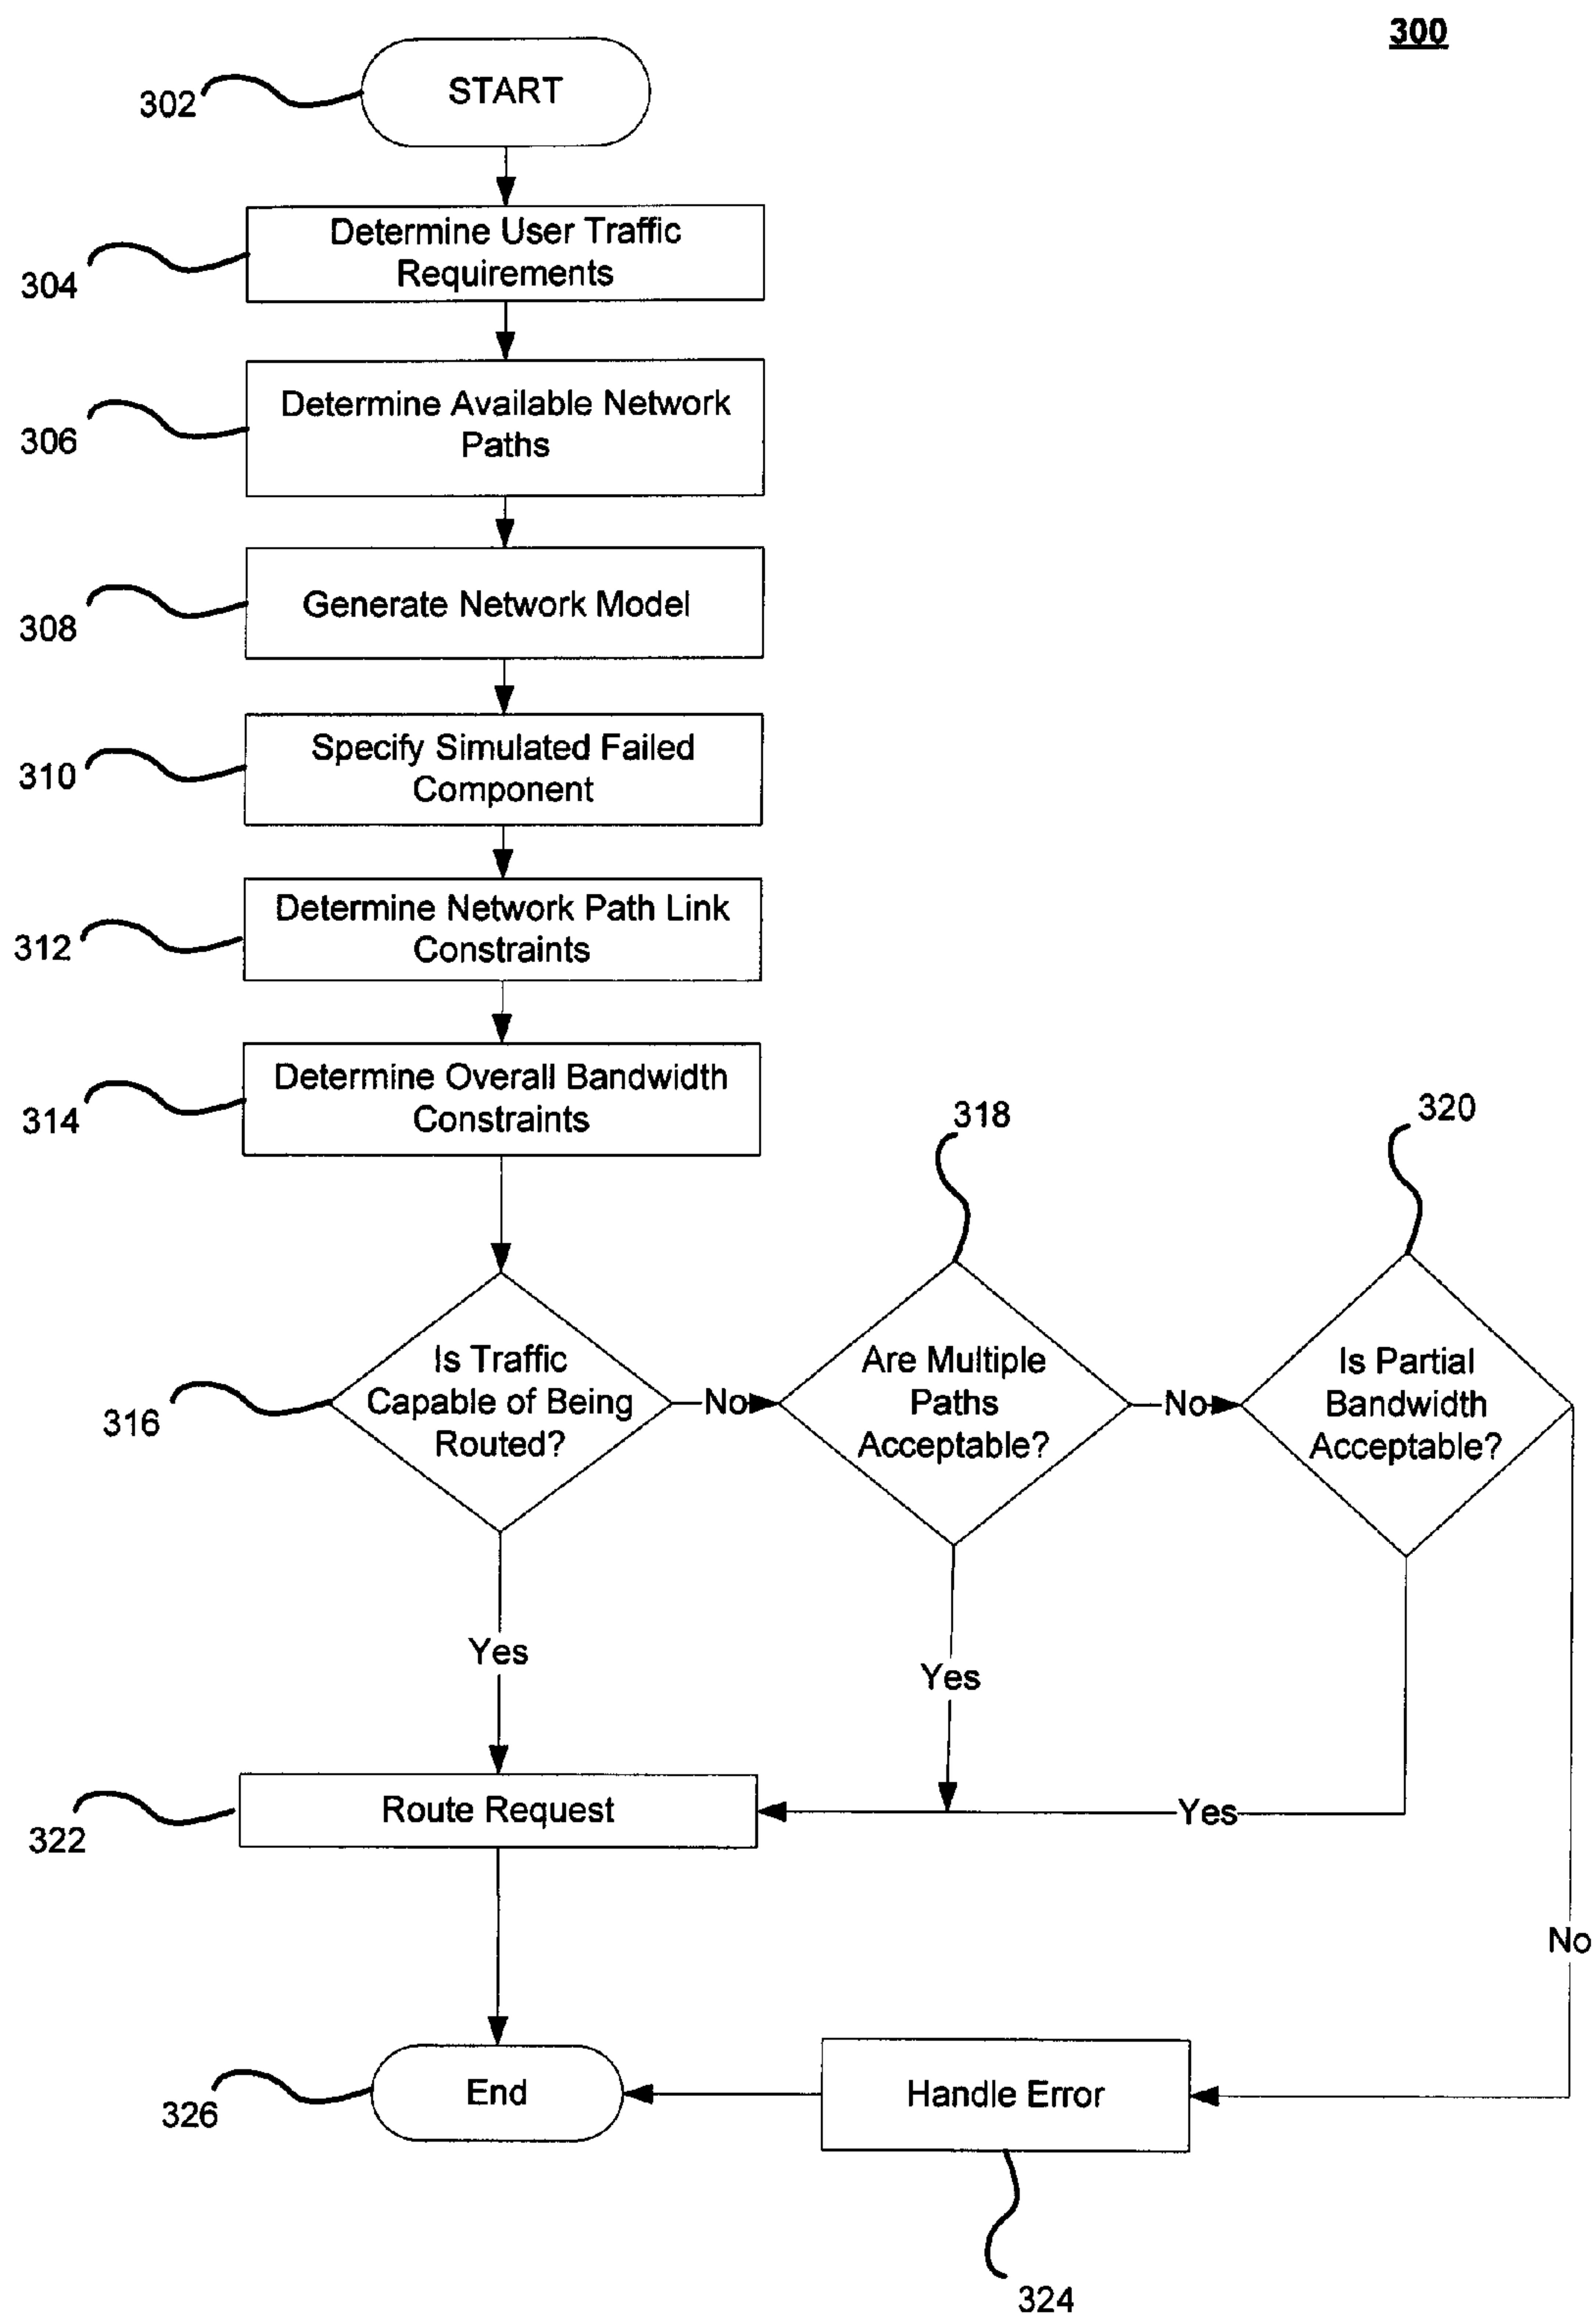 300
START
302
Determine User Traffic
Requirements
304
Determine Available Network
Paths
306
Generate Network Model
308
Specify Simulated Failed
Component
310
Determine Network Path Link
Constraints
312
Determine Overall Bandwidth
Constraints
314
318
320
Is Traffic
Capable of Being
Routed?
316
No
Are Multiple
Paths
Acceptable?
No
Is Partial
Bandwidth
Acceptable?
Yes
Yes
Route Request
Yes
322
No
End
Handle Error
326
324